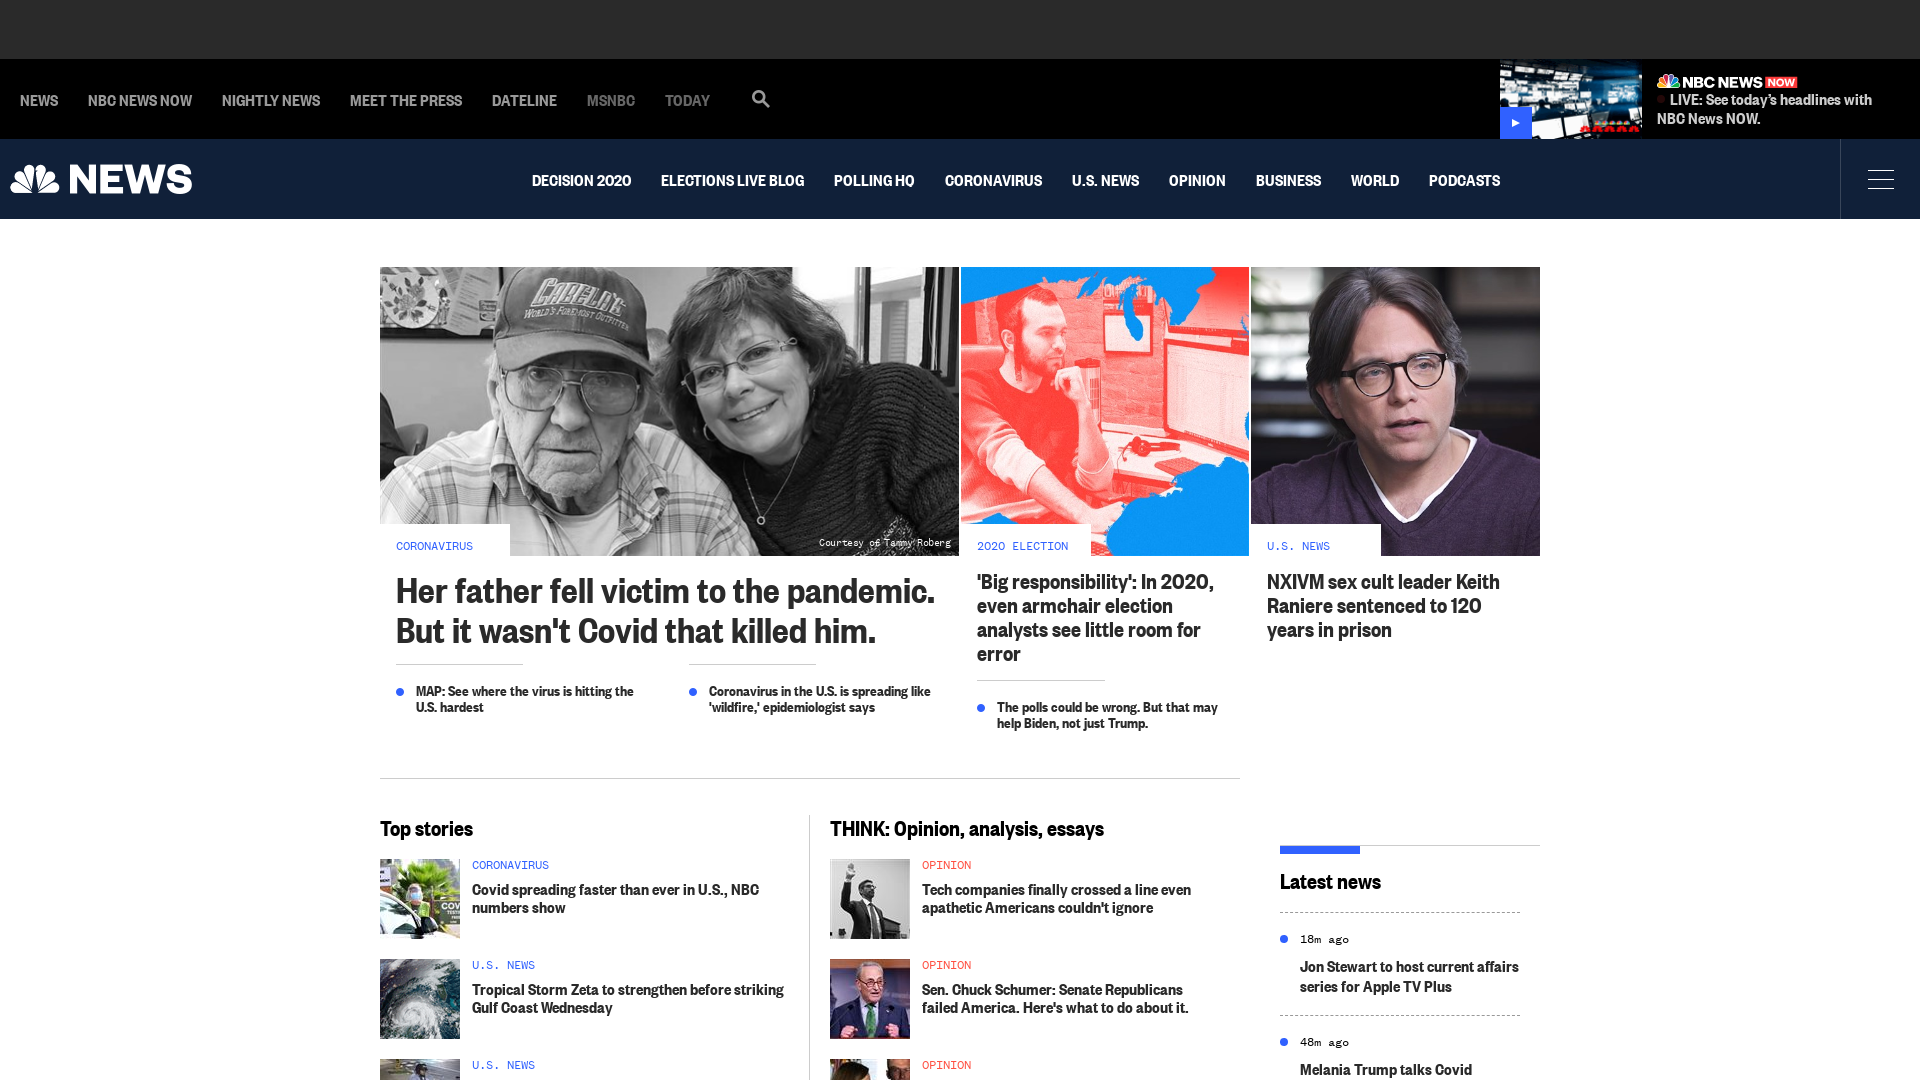 NEWS
NBC NEWS NOW
NIGHTLY NEWS
MEET THE PRESS
DATELINE
MSNBC
TODAY
NBC NEWS NOW
LIVE: See today's headlines with
NBC News NOW.
NEWS
DECISION 2020
ELECTIONS LIVE BLOG
POLLING HQ
CORONAVIRUS
U.S. NEWS
OPINION
BUSINESS
WORLD
PODCASTS
CABELA'S
WORLD'S FOREMOST OUTFITTER
Courtesy of Tammy Roberg
CORONAVIRUS
Her father fell victim to the pandemic.
But it wasn't Covid that killed him.
MAP: See where the virus is hitting the
U.S. hardest
Coronavirus in the U.S. is spreading like
'wildfire,' epidemiologist says
2020 ELECTION
'Big responsibility': In 2020,
even armchair election
analysts see little room for
error
The polls could be wrong. But that may
help Biden, not just Trump.
U.S. NEWS
NXIVM sex cult leader Keith
Raniere sentenced to 120
years in prison
Top stories
CORONAVIRUS
Covid spreading faster than ever in U.S., NBC
numbers show
U.S. NEWS
Tropical Storm Zeta to strengthen before striking
Gulf Coast Wednesday
U.S. NEWS
THINK: Opinion, analysis, essays
OPINION
Tech companies finally crossed a line even
apathetic Americans couldn't ignore
OPINION
Sen. Chuck Schumer: Senate Republicans
failed America. Here's what to do about it.
OPINION
Latest news
18m ago
Jon Stewart to host current affairs
series for Apple TV Plus
48m ago
Melania Trump talks Covid